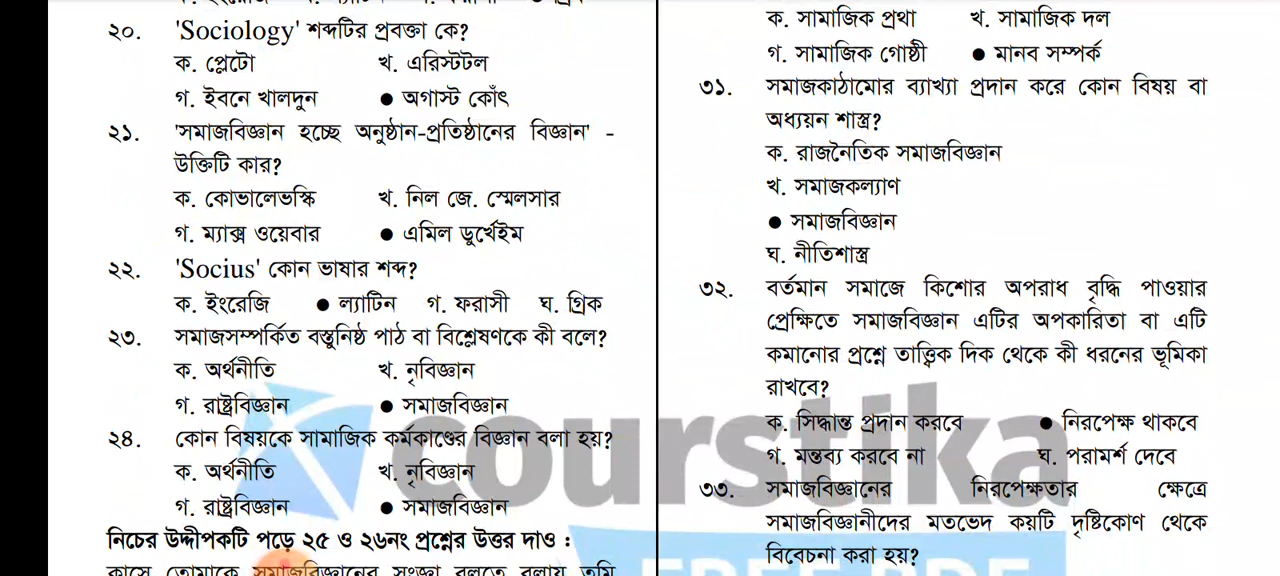 ২০. 'Sociology' শব্দটির প্রবক্তা কে?
ক. প্লেটো খ. এরিস্টটল
গ. ইবনে খালদুন ● অগাস্ট কোঁৎ
২১. 'সমাজবিজ্ঞান হচ্ছে অনুষ্ঠান-প্রতিষ্ঠানের বিজ্ঞান' -
উক্তিটি কার?
ক. কোভালেভস্কি খ. নিল জে. স্মেলসার
গ. ম্যাক্স ওয়েবার ● এমিল ডুর্খেইম
২২. 'Socius' কোন ভাষার শব্দ?
ক. ইংরেজি ● ল্যাটিন গ. ফরাসী ঘ. গ্রিক
২৩. সমাজসম্পর্কিত বস্তুনিষ্ঠ পাঠ বা বিশ্লেষণকে কী বলে?
ক. অর্থনীতি খ. নৃবিজ্ঞান
গ. রাষ্ট্রবিজ্ঞান ● সমাজবিজ্ঞান
২৪. কোন বিষয়কে সামাজিক কর্মকাণ্ডের বিজ্ঞান বলা হয়?
ক. অর্থনীতি খ. নৃবিজ্ঞান
গ. রাষ্ট্রবিজ্ঞান ● সমাজবিজ্ঞান
নিচের উদ্দীপকটি পড়ে ২৫ ও ২৬নং প্রশ্নের উত্তর দাও :
ক. সামাজিক প্রথা খ. সামাজিক দল
গ. সামাজিক গোষ্ঠী ● মানব সম্পর্ক
৩১. সমাজকাঠামোর ব্যাখ্যা প্রদান করে কোন বিষয় বা
অধ্যয়ন শাস্ত্র?
ক. রাজনৈতিক সমাজবিজ্ঞান
খ. সমাজকল্যাণ
● সমাজবিজ্ঞান
ঘ. নীতিশাস্ত্র
৩২. বর্তমান সমাজে কিশোর অপরাধ বৃদ্ধি পাওয়ার
প্রেক্ষিতে সমাজবিজ্ঞান এটির অপকারিতা বা এটি
কমানোর প্রশ্নে তাত্ত্বিক দিক থেকে কী ধরনের ভূমিকা
রাখবে?
ক. সিদ্ধান্ত প্রদান করবে ● নিরপেক্ষ থাকবে
গ. মন্তব্য করবে না ঘ. পরামর্শ দেবে
৩৩. সমাজবিজ্ঞানের নিরপেক্ষতার ক্ষেত্রে
সমাজবিজ্ঞানীদের মতভেদ কয়টি দৃষ্টিকোণ থেকে
বিবেচনা করা হয়?
courstika